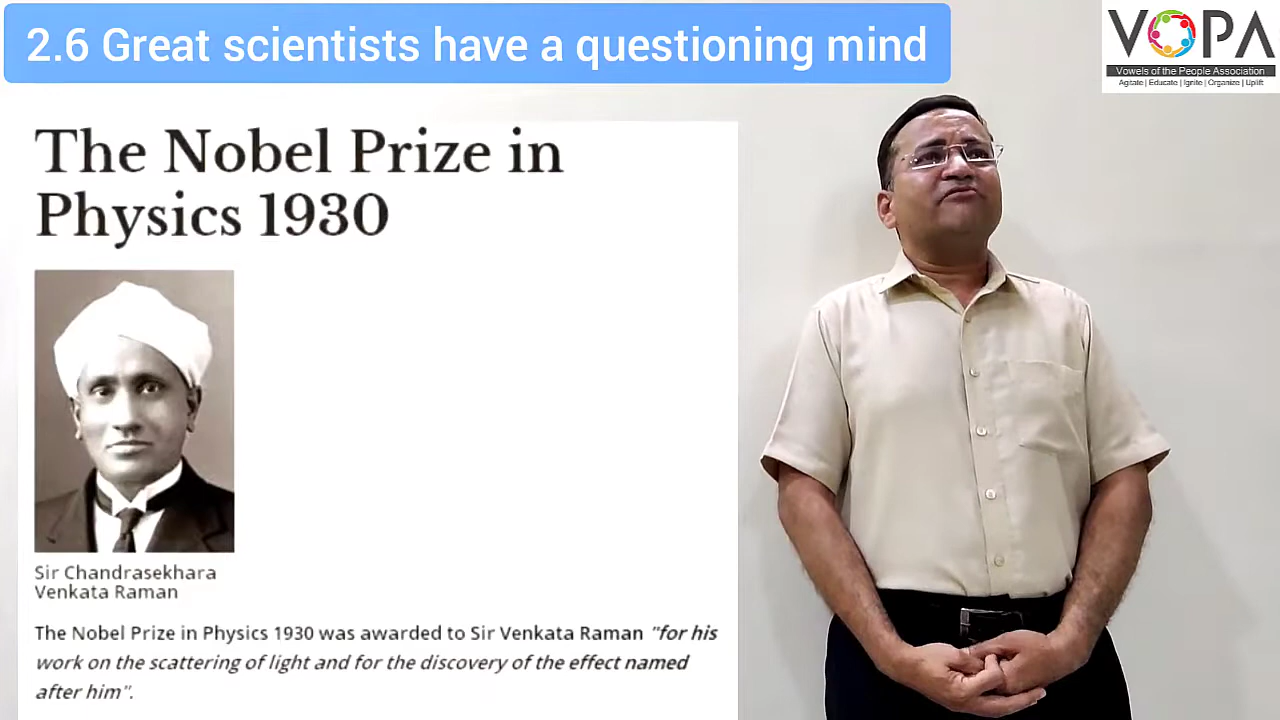 2.6 Great scientists have a questioning mind
VOPA
Vowels of the People Association
Agitate | Educate | Ignite | Organize | Uplift
The Nobel Prize in
Physics 1930
Sir Chandrasekhara
Venkata Raman
The Nobel Prize in Physics 1930 was awarded to Sir Venkata Raman "for his
work on the scattering of light and for the discovery of the effect named
after him".